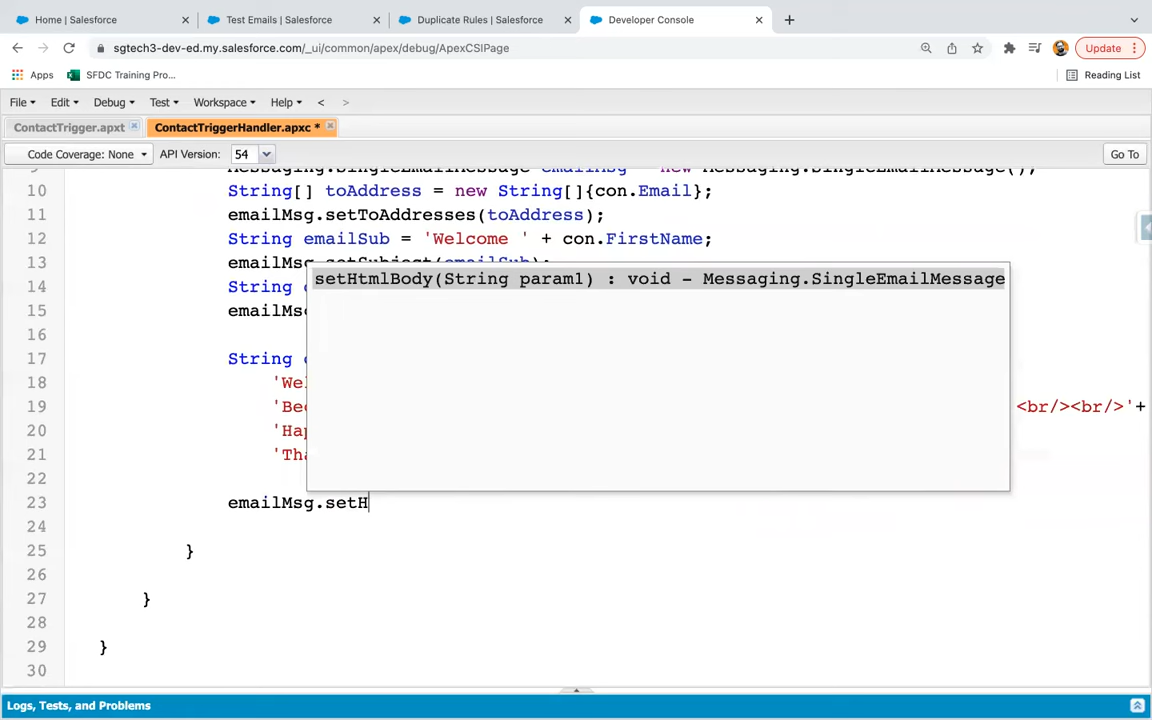 Home | Salesforce
Test Emails | Salesforce
Duplicate Rules | Salesforce
Developer Console
sgtech3-dev-ed.my.salesforce.com/_ui/common/apex/debug/ApexCSIPage
Update
Apps
SFDC Training Pro...
Reading List
File
Edit
Debug
Test
Workspace
Help
<
>
ContactTrigger.apxt
ContactTriggerHandler.apxc *
Code Coverage: None
API Version:
54
Go To
9 Messaging.SingleEmailMessage emailMsg = new Messaging.SingleEmailMessage();
10 String[] toAddress = new String[]{con.Email};
11 emailMsg.setToAddresses(toAddress);
12 String emailSub = 'Welcome ' + con.FirstName;
13 emailMsg.setSubject(emailSub);
setHtmlBody(String param1) : void - Messaging.SingleEmailMessage
14 String
15 emailMs
16
17 String
18 'Wel
19 'Bec <br/><br/>'+
20 'Hap
21 'Tha
22
23 emailMsg.setH
24
25 }
26
27 }
28
29 }
30
Logs, Tests, and Problems